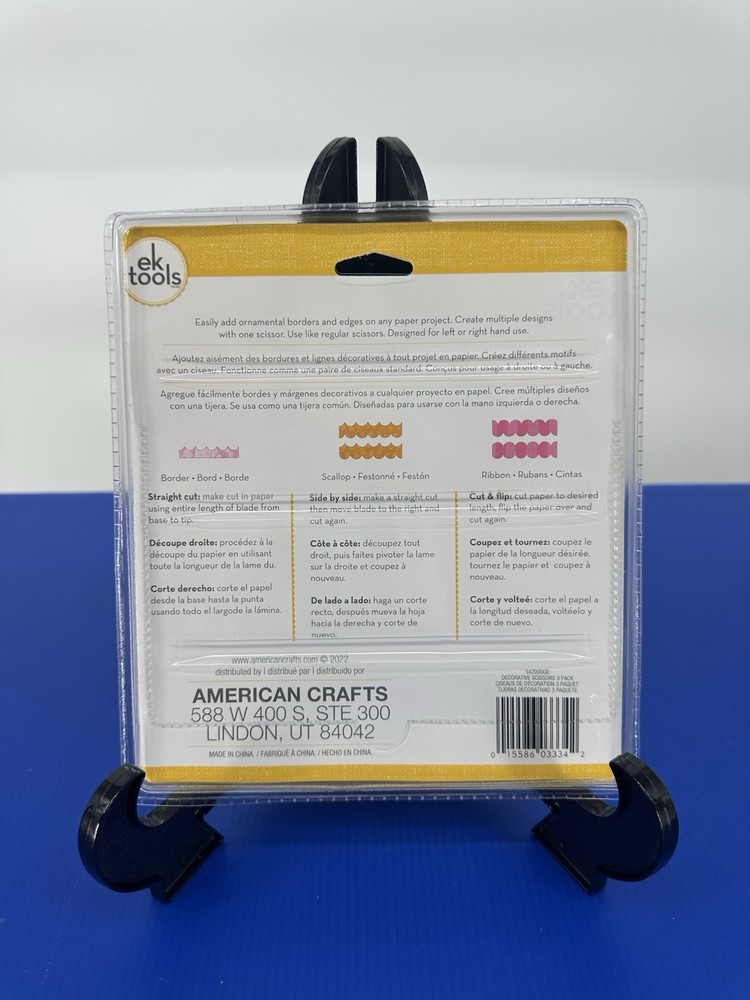 ek
tools
Easily add ornamental borders and edges on any paper project. Create multiple designs
with one scissor. Use like regular scissors. Designed for left or right hand use.
Ajoutez aisément des bordures et lignes décoratives à tout projet en papier. Créez différents motifs
avec un ciseau. Fonctionne comme une paire de ciseaux standard. Conçus pour usage à droite ou à gauche.
Agregue fácilmente bordes y márgenes decorativos a cualquier proyecto en papel. Cree múltiples diseños
con una tijera. Se usa como una tijera común. Diseñadas para usarse con la mano izquierda o derecha.
Border • Bord • Borde
Straight cut: make cut in paper
using entire length of blade from
base to tip.
Découpe droite: procédez à la
découpe du papier en utilisant
toute la longueur de la lame du.
Corte derecho: corte el papel
desde la base hasta la punta
usando todo el largode la lámina.
Scallop • Festonné • Festón
Side by side: make a straight cut
then move blade to the right and
cut again.
Côte à côte: découpez tout
droit, puis faites pivoter la lame
sur la droite et coupez à
nouveau.
De lado a lado: haga un corte
recto, después mueva la hoja
hacia la derecha y corte de
nuevo.
Ribbon • Rubans • Cintas
Cut & flip: cut paper to desired
length, flip the paper over and
cut again.
Coupez et tournez: coupez le
papier de la longueur désirée.
tournez le papier et coupez à
nouveau.
Corte y volteé: corte el papel a
la longitud deseada, voltéelo y
corte de nuevo.
www.americancrafts.com © 2022
distributed by I distribué par I distribuido por
AMERICAN CRAFTS
588 W 400 S, STE 300
LINDON, UT 84042
MADE IN CHINA. / FABRIQUÉ À CHINA. / HECHO EN CHINA.
54200000
DECORATIVE SCISSORS 3 PACK
CISEAUX DE DÉCORATION 3 PAQUET
TIJERAS DECORATIVAS 3 PAQUETE
0 15586 03334 2